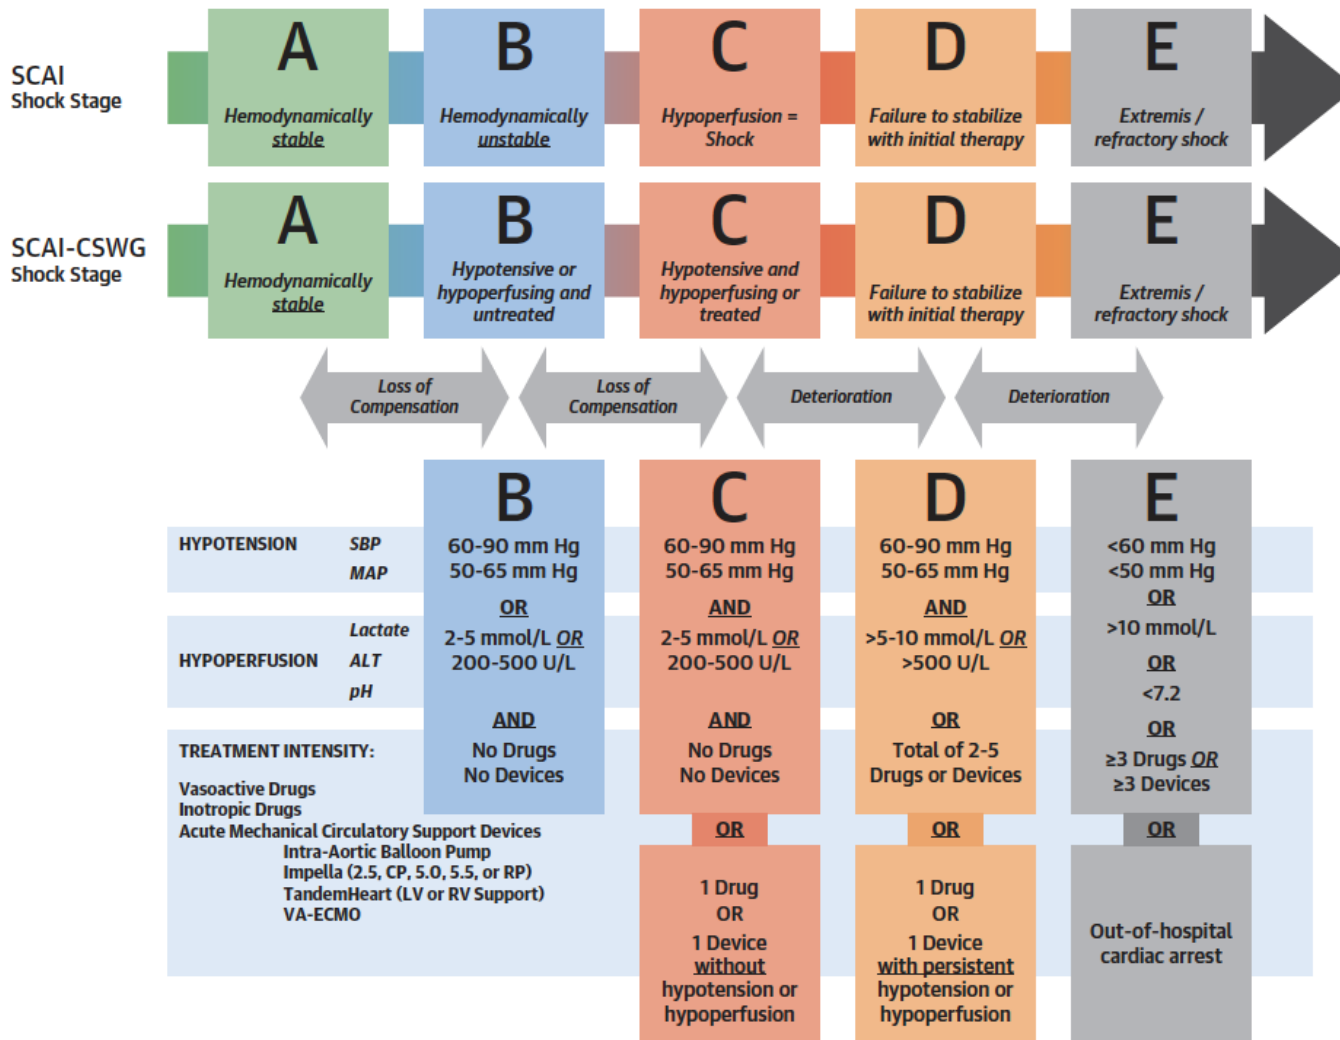 SCAI
Shock Stage
A
Hemodynamically
stable
B
Hemodynamically
unstable
C
Hypoperfusion =
Shock
D
Failure to stabilize
with initial therapy
E
Extremis /
refractory shock
SCAI-CSWG
Shock Stage
A
Hemodynamically
stable
B
Hypotensive or
hypoperfusing and
untreated
C
Hypotensive and
hypoperfusing or
treated
D
Failure to stabilize
with initial therapy
E
Extremis /
refractory shock
Loss of
Compensation
Loss of
Compensation
Deterioration
Deterioration
HYPOTENSION SBP
MAP
Lactate
HYPOPERFUSION ALT
pH
TREATMENT INTENSITY:
Vasoactive Drugs
Inotropic Drugs
Acute Mechanical Circulatory Support Devices
Intra-Aortic Balloon Pump
Impella (2.5, CP, 5.0, 5.5, or RP)
TandemHeart (LV or RV Support)
VA-ECMO
B
60-90 mm Hg
50-65 mm Hg
OR
2-5 mmol/L OR
200-500 U/L
AND
No Drugs
No Devices
C
60-90 mm Hg
50-65 mm Hg
AND
2-5 mmol/L OR
200-500 U/L
AND
No Drugs
No Devices
OR
1 Drug
OR
1 Device
without
hypotension or
hypoperfusion
D
60-90 mm Hg
50-65 mm Hg
AND
>5-10 mmol/L OR
>500 U/L
OR
Total of 2-5
Drugs or Devices
OR
1 Drug
OR
1 Device
with persistent
hypotension or
hypoperfusion
E
<60 mm Hg
<50 mm Hg
OR
>10 mmol/L
OR
<7.2
OR
≥3 Drugs OR
≥3 Devices
OR
Out-of-hospital
cardiac arrest